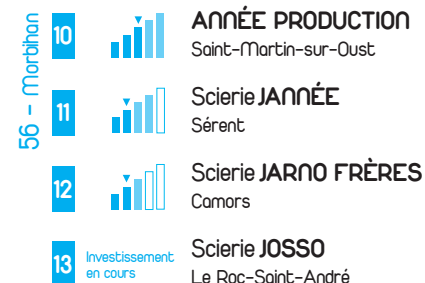 56 - Morbihan
10
ANNÉE PRODUCTION
Saint-Martin-sur-Oust
11
Scierie JANNÉE
Sérent
12
Scierie JARNO FRÈRES
Camors
13
Investissement
en cours
Scierie JOSSO
Le Roc-Saint-André